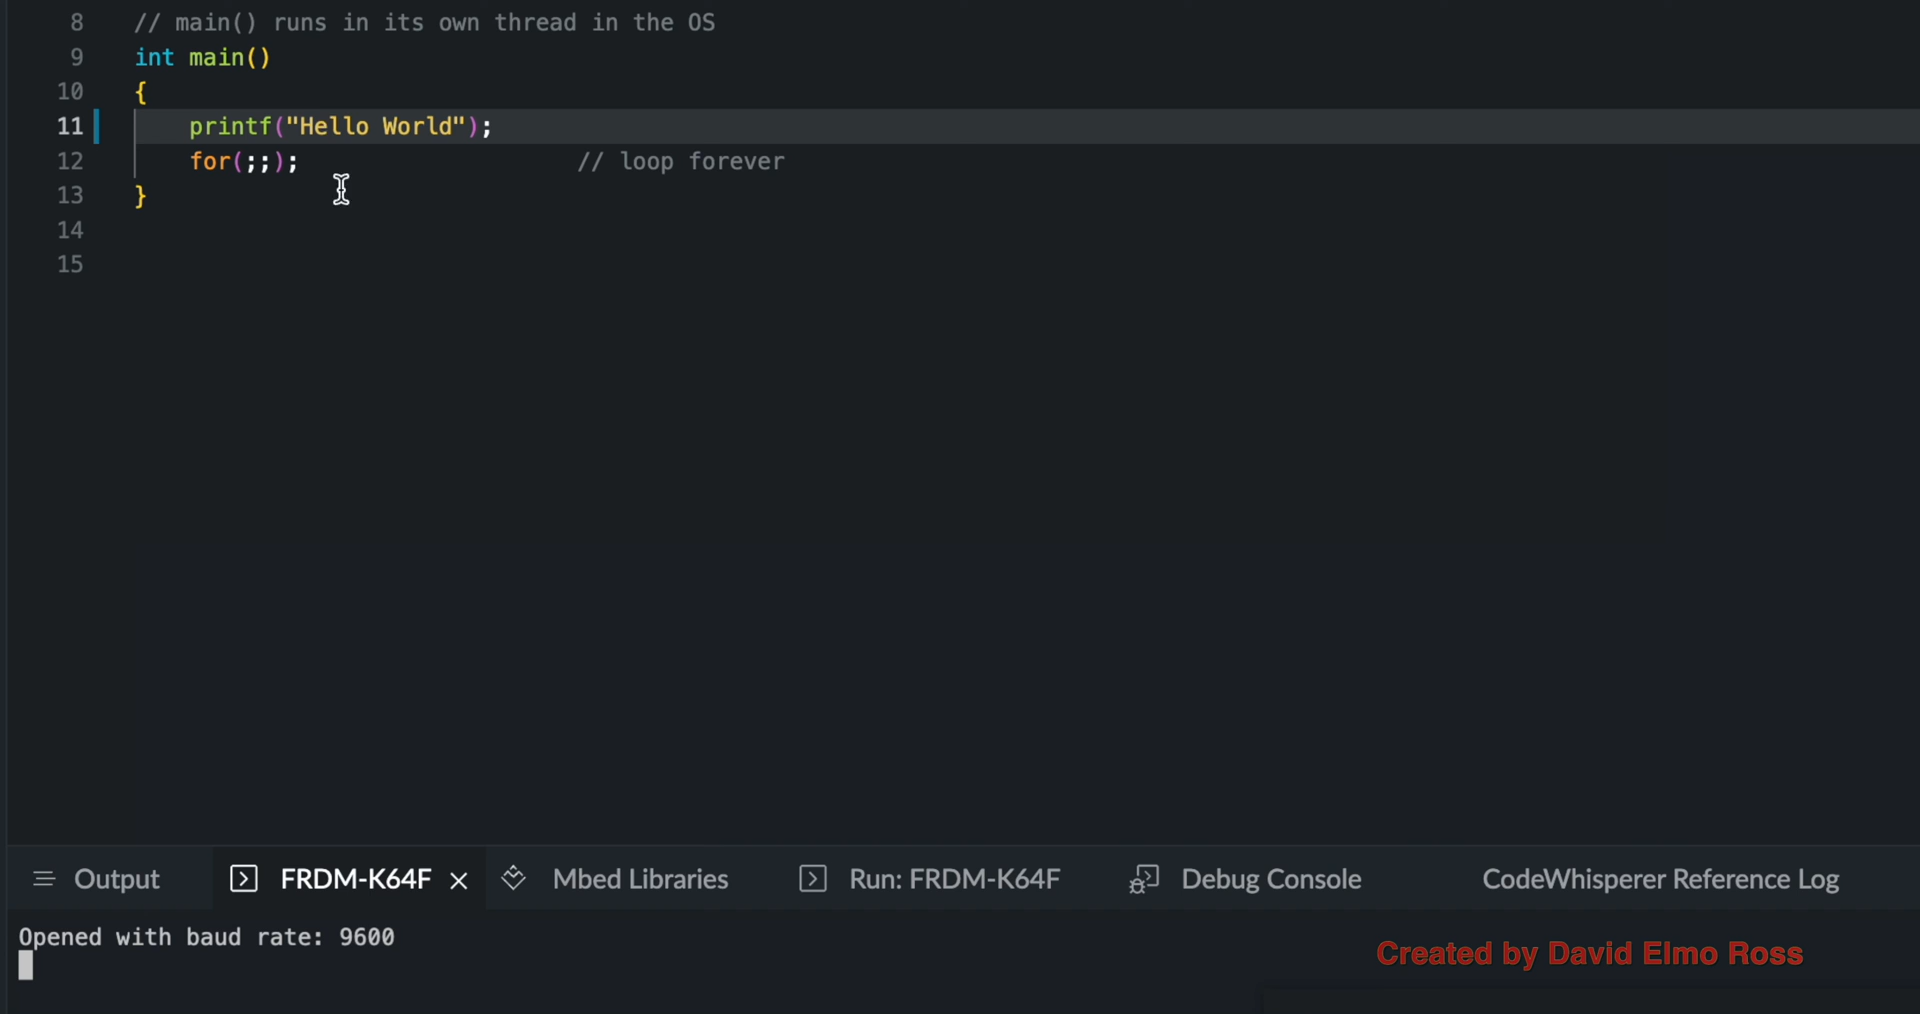 8 // main() runs in its own thread in the OS
9 int main()
10 {
11 printf("Hello World");
12 for(;;); // loop forever
13 }
14
15
Output FRDM-K64F Mbed Libraries Run: FRDM-K64F Debug Console CodeWhisperer Reference Log
Opened with baud rate: 9600
Created by David Elmo Ross